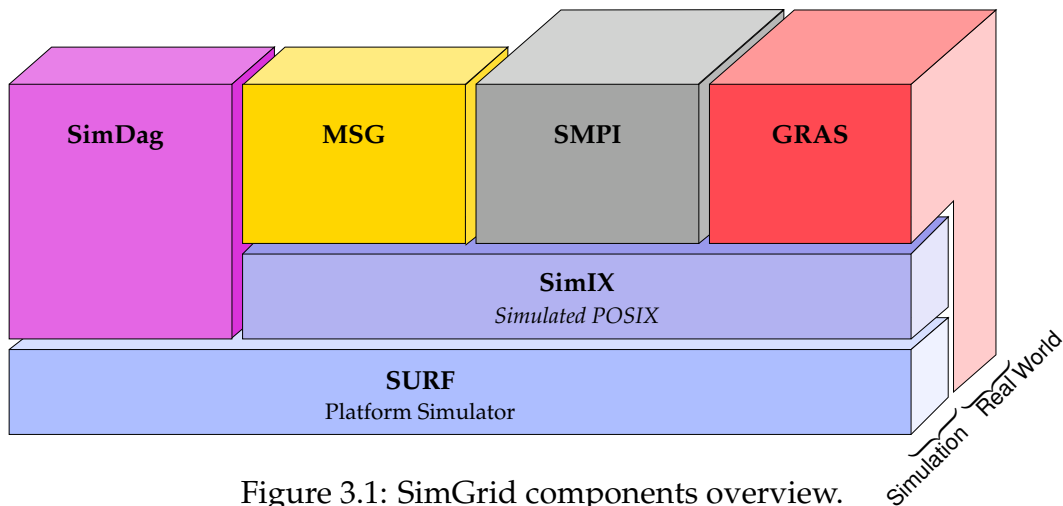 SimDag
MSG
SMPI
GRAS
SimIX
Simulated POSIX
SURF
Platform Simulator
Simulation
Real World
Figure 3.1: SimGrid components overview.